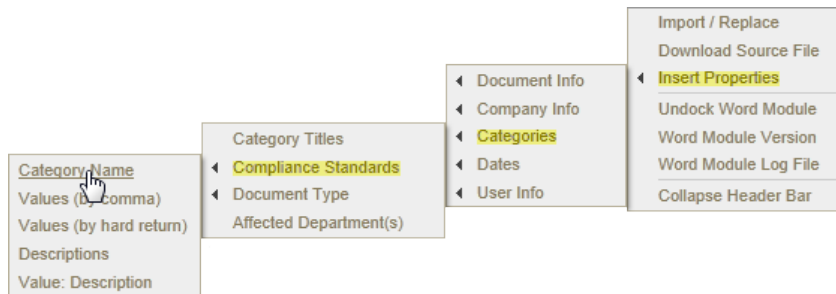 Import / Replace
Download Source File
Insert Properties
Undock Word Module
Word Module Version
Word Module Log File
Collapse Header Bar
Document Info
Company Info
Categories
Dates
User Info
Category Titles
Compliance Standards
Document Type
Affected Department(s)
Category Name
Values (by comma)
Values (by hard return)
Descriptions
Value: Description